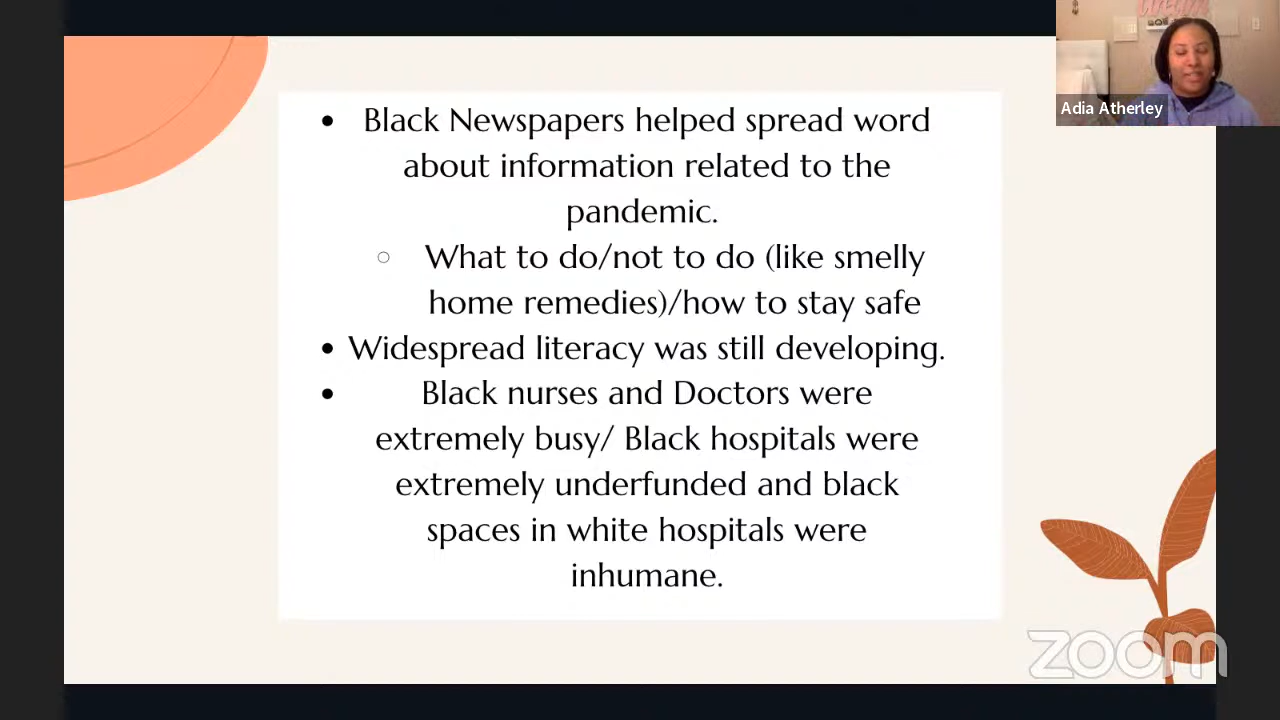 Adia Atherley
• Black Newspapers helped spread word
about information related to the
pandemic.
○ What to do/not to do (like smelly
home remedies)/how to stay safe
• Widespread literacy was still developing.
• Black nurses and Doctors were
extremely busy/ Black hospitals were
extremely underfunded and black
spaces in white hospitals were
inhumane.
zoom